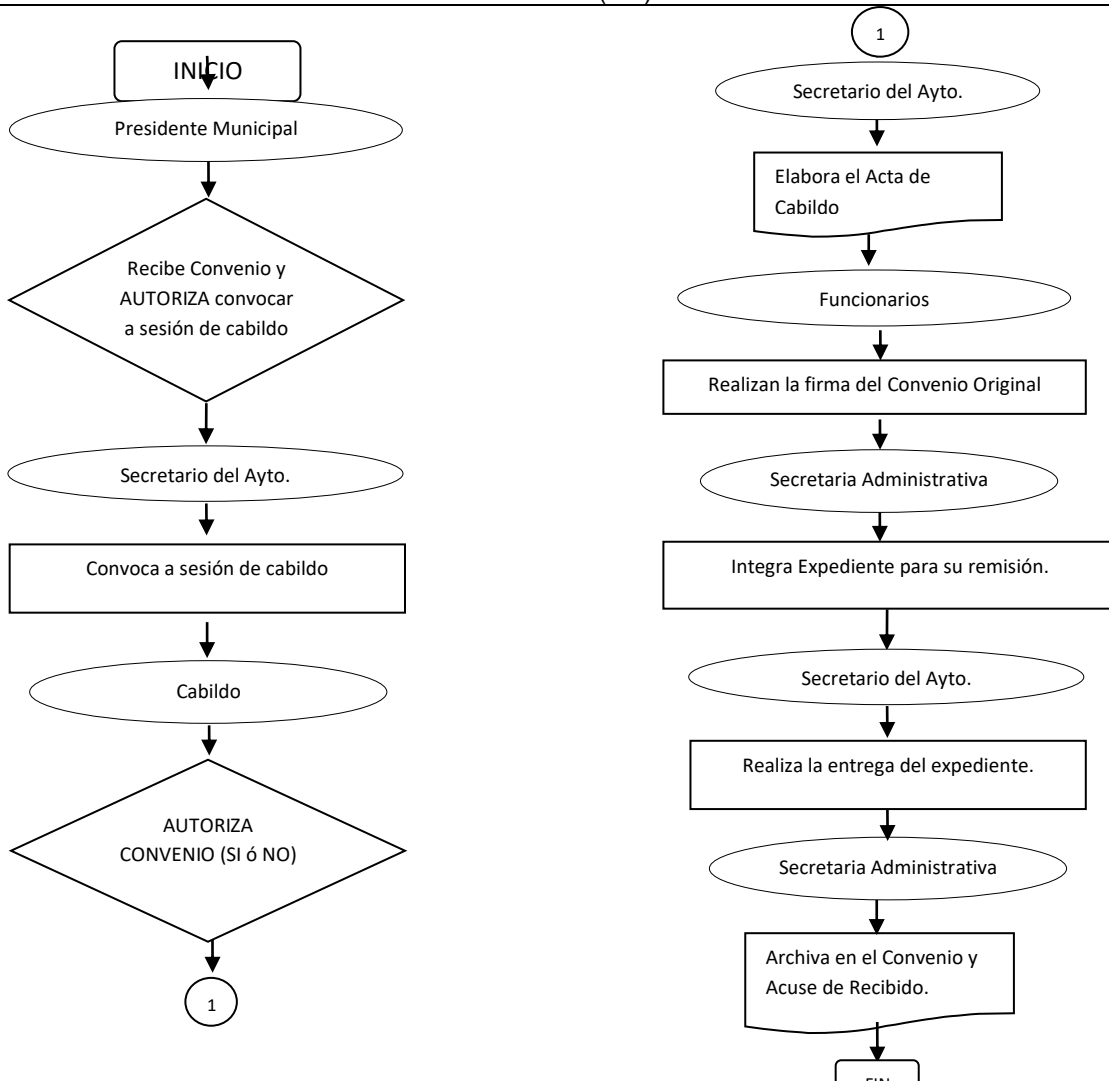 INICIO
Presidente Municipal
Recibe Convenio y
AUTORIZA convocar
a sesión de cabildo
Secretario del Ayto.
Convoca a sesión de cabildo
Cabildo
AUTORIZA
CONVENIO (SI ó NO)
1
1
Secretario del Ayto.
Elabora el Acta de
Cabildo
Funcionarios
Realizan la firma del Convenio Original
Secretaria Administrativa
Integra Expediente para su remisión.
Secretario del Ayto.
Realiza la entrega del expediente.
Secretaria Administrativa
Archiva en el Convenio y
Acuse de Recibido.
FIN